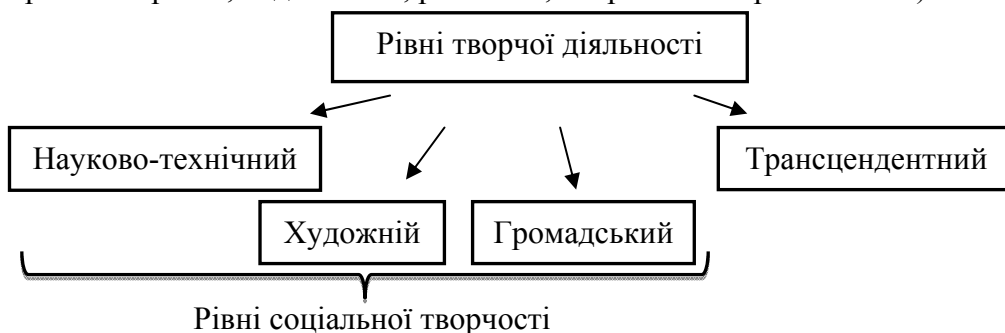 Рівні творчої діяльності
Науково-технічний
Трансцендентний
Художній
Громадський
Рівні соціальної творчості